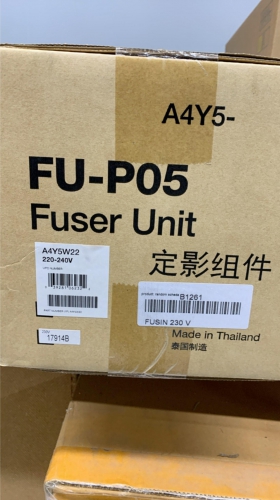 A4Y5-
FU-P05
Fuser Unit
A4Y5W22
220-240V
定影组件
B1261
FUSIN 230 V
17914B
Made in Thailand
泰国制造